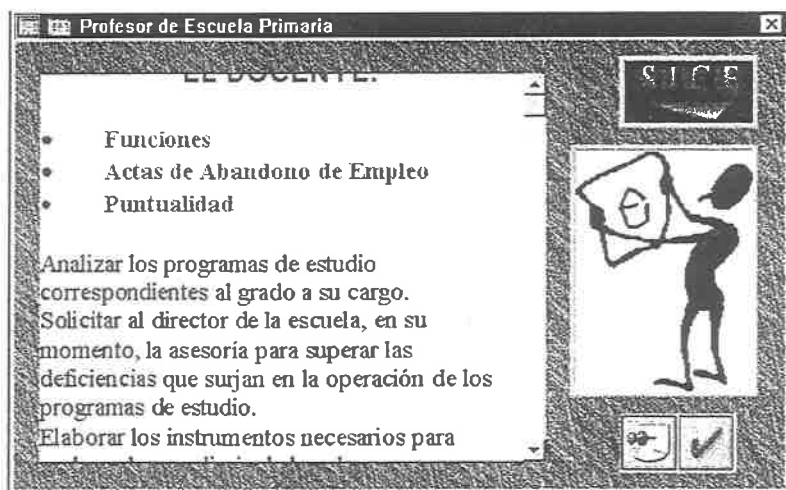 Profesor de Escuela Primaria
EL DOCENTE:
S I C E
• Funciones
• Actas de Abandono de Empleo
• Puntualidad
Analizar los programas de estudio
correspondientes al grado a su cargo.
Solicitar al director de la escuela, en su
momento, la asesoría para superar las
deficiencias que surjan en la operación de los
programas de estudio.
Elaborar los instrumentos necesarios para